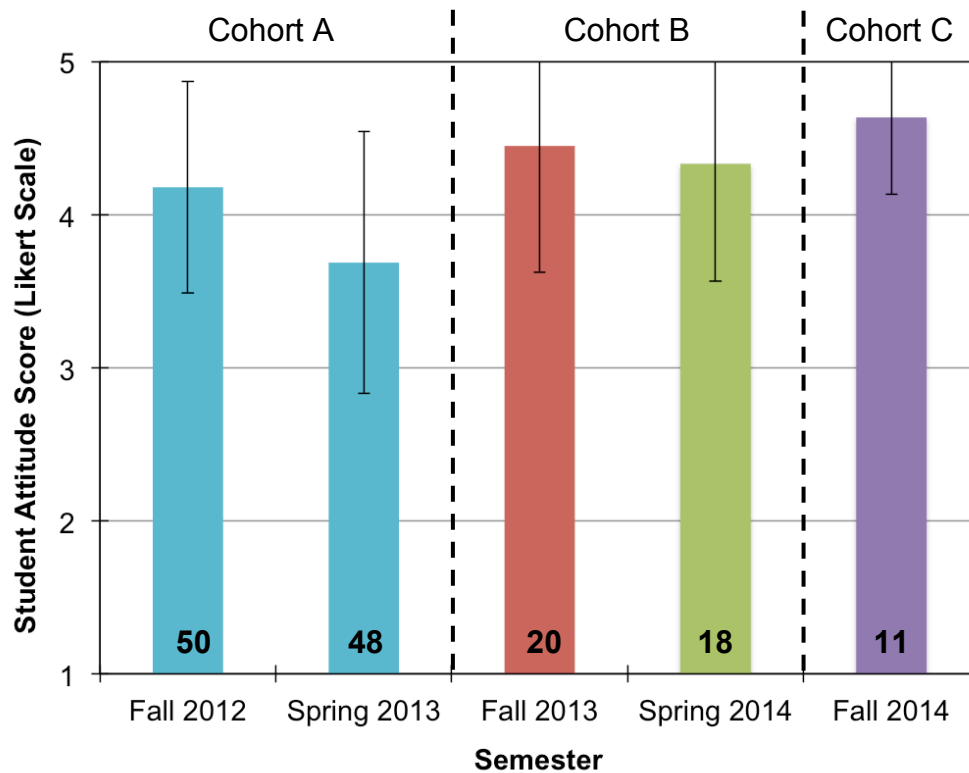 Cohort A
Cohort B
Cohort C
Student Attitude Score (Likert Scale)
5
4
3
2
1
50
48
20
18
11
Fall 2012
Spring 2013
Fall 2013
Spring 2014
Fall 2014
Semester